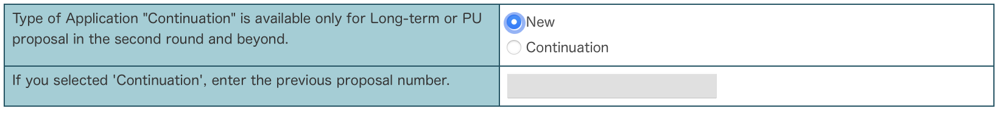 Type of Application "Continuation" is available only for Long-term or PU
proposal in the second round and beyond.
New
Continuation
If you selected 'Continuation', enter the previous proposal number.